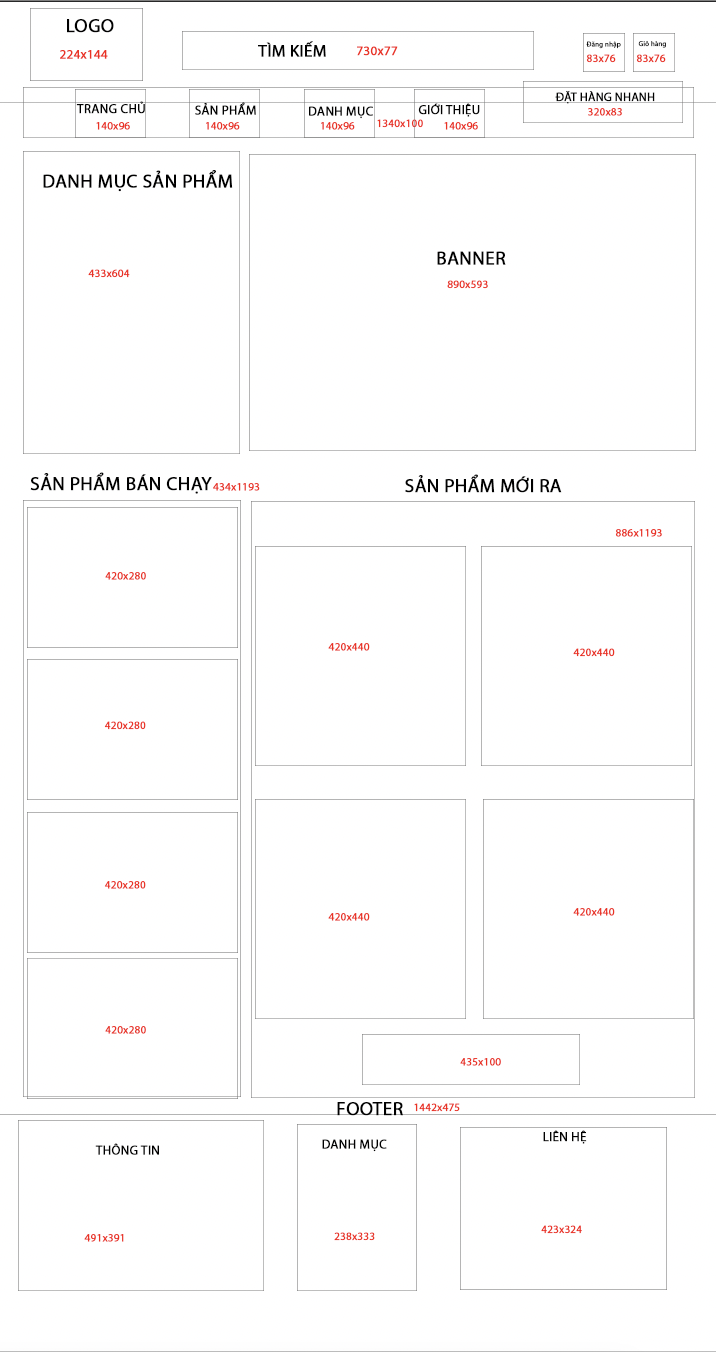 LOGO
224x144
TÌM KIẾM 730x77
Đăng nhập
83x76
Giỏ hàng
83x76
TRANG CHỦ
140x96
SẢN PHẨM
140x96
DANH MỤC
140x96
1340x100
GIỚI THIỆU
140x96
ĐẶT HÀNG NHANH
320x83
DANH MỤC SẢN PHẨM
433x604
BANNER
890x593
SẢN PHẨM BÁN CHẠY 434x1193
420x280
420x280
420x280
420x280
SẢN PHẨM MỚI RA
886x1193
420x440
420x440
420x440
420x440
435x100
FOOTER 1442x475
THÔNG TIN
491x391
DANH MỤC
238x333
LIÊN HỆ
423x324